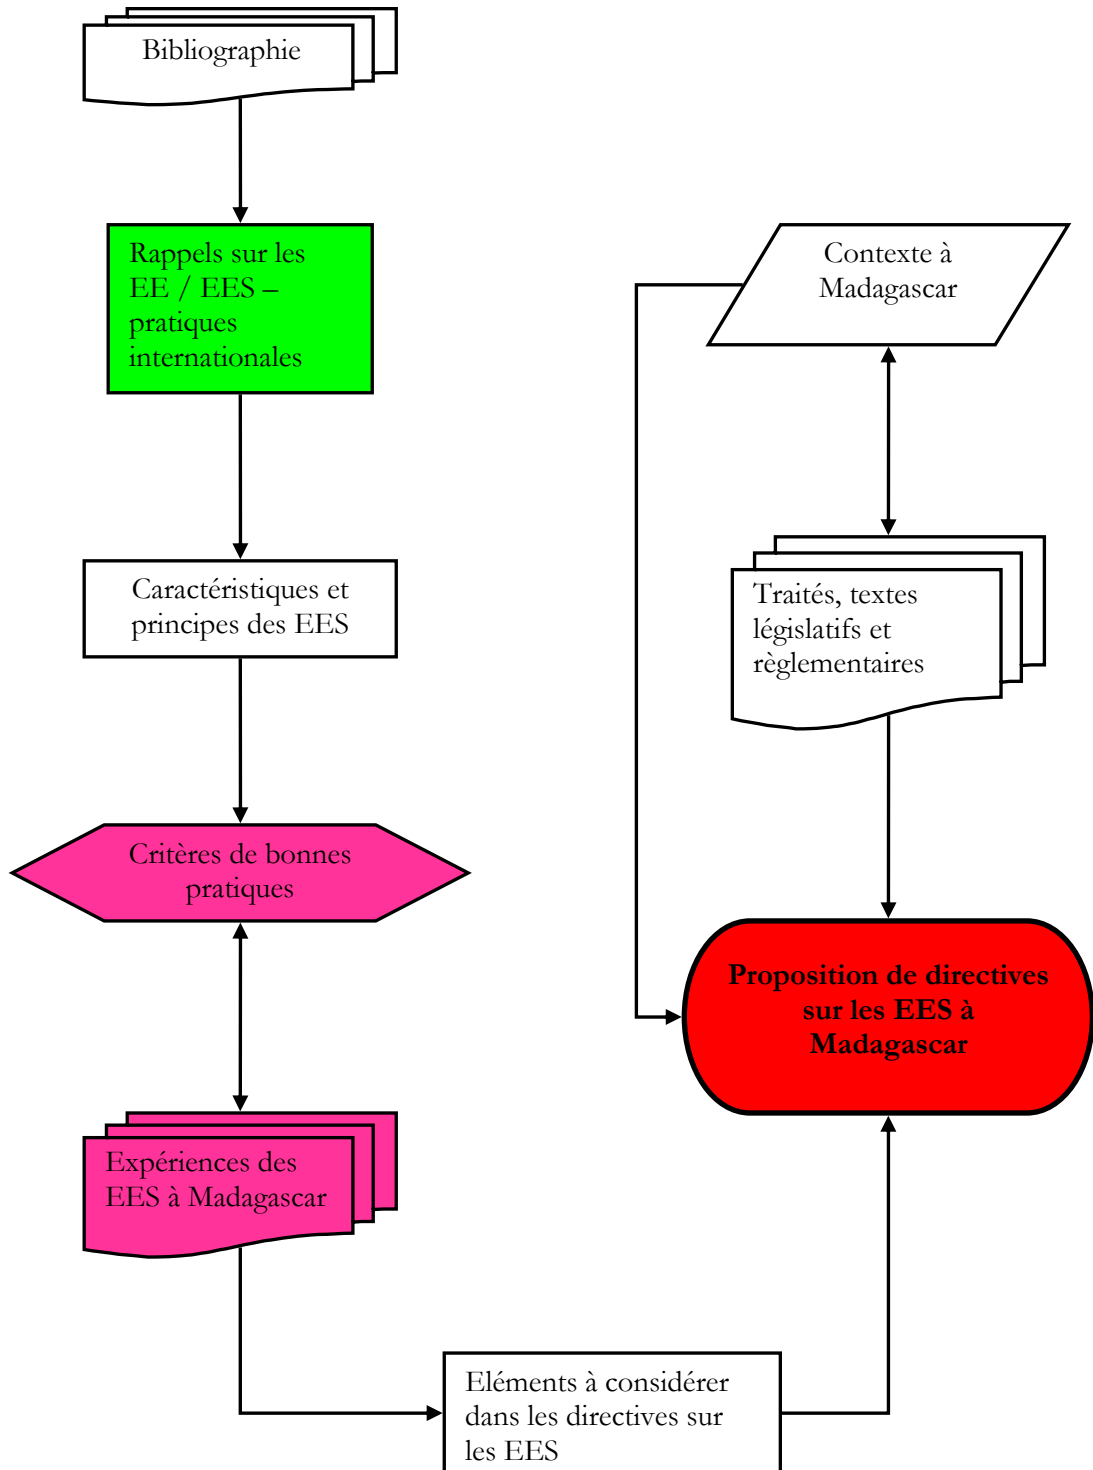 Bibliographie
Rappels sur les
EE / EES –
pratiques
internationales
Caractéristiques et
principes des EES
Critères de bonnes
pratiques
Expériences des
EES à Madagascar
Eléments à considérer
dans les directives sur
les EES
Contexte à
Madagascar
Traités, textes
législatifs et
règlementaires
Proposition de directives
sur les EES à
Madagascar